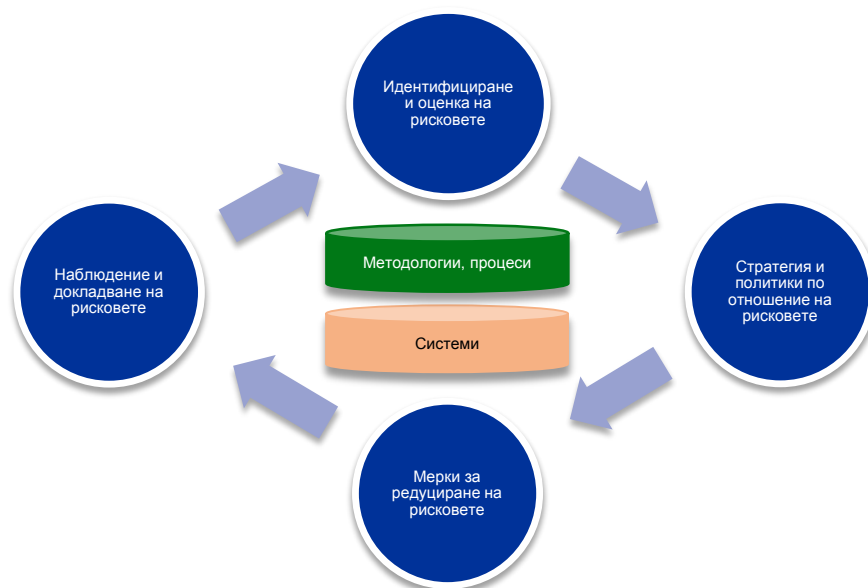 Идентифициране
и оценка на
рисковете
Методологии, процеси
Системи
Наблюдение и
докладване на
рисковете
Стратегия и
политики по
отношение на
рисковете
Мерки за
редуциране на
рисковете